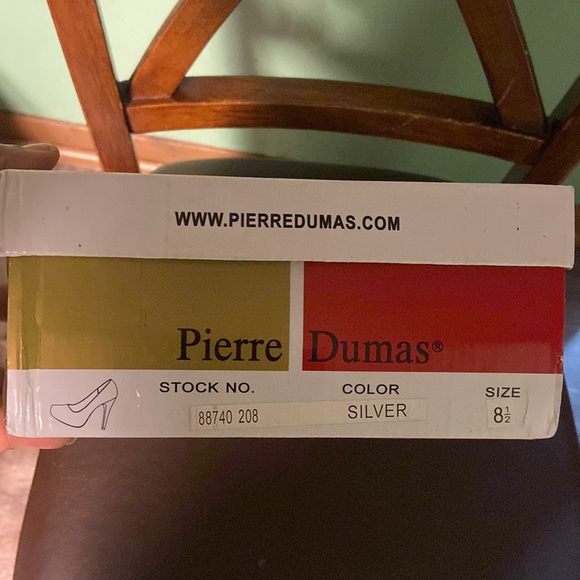 WWW.PIERREDUMAS.COM
Pierre Dumas®
STOCK NO. COLOR SIZE
88740 208 SILVER 8½